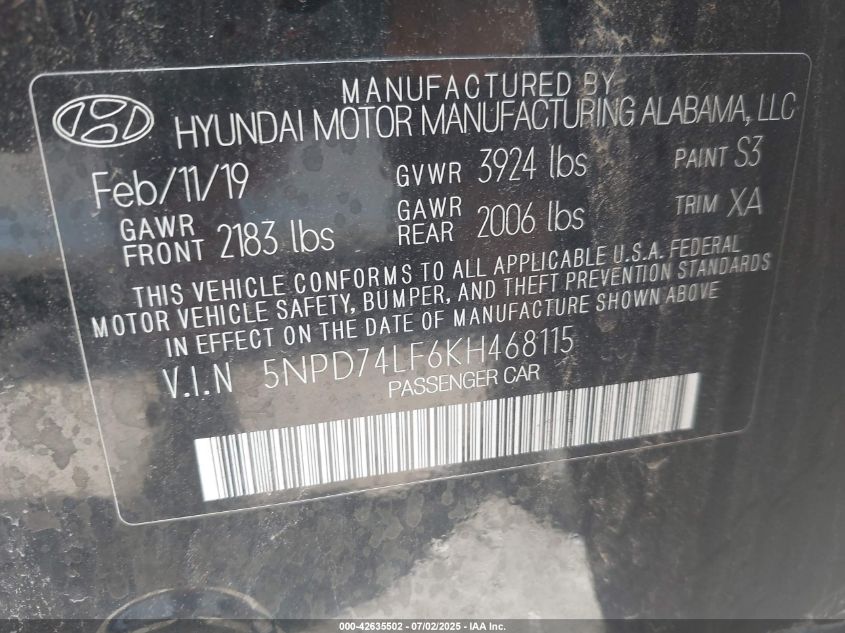 MANUFACTURED BY
HYUNDAI MOTOR MANUFACTURING ALABAMA, LLC
Feb/11/19 GVWR 3924 lbs PAINT S3
GAWR FRONT 2183 lbs GAWR REAR 2006 lbs TRIM XA
THIS VEHICLE CONFORMS TO ALL APPLICABLE U.S.A. FEDERAL
MOTOR VEHICLE SAFETY, BUMPER, AND THEFT PREVENTION STANDARDS
IN EFFECT ON THE DATE OF MANUFACTURE SHOWN ABOVE
V.I.N 5NPD74LF6KH468115
PASSENGER CAR
000-42635502 - 07/02/2025 - IAA Inc.